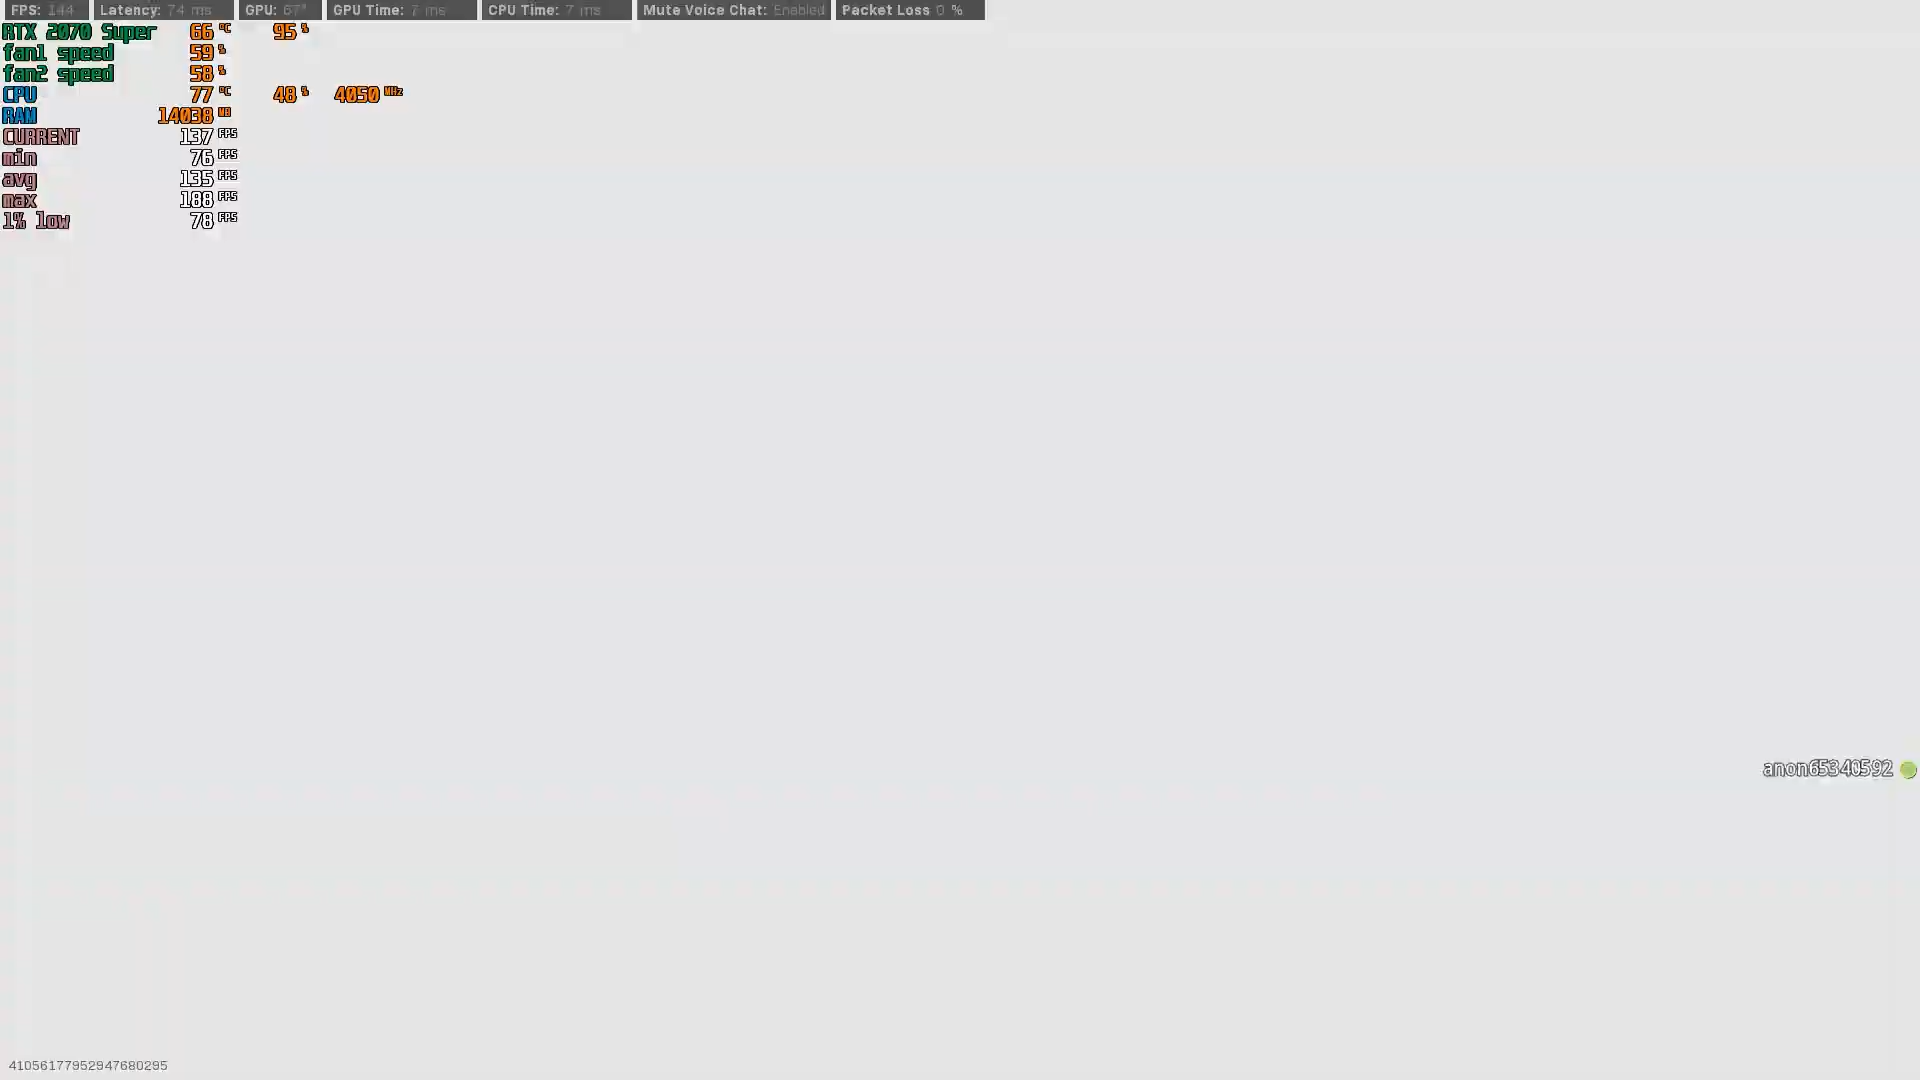 FPS: 144 Latency: 74 ms GPU: 67° GPU Time: 7 ms CPU Time: 7 ms Mute Voice Chat: Enabled Packet Loss 0 %
RTX 2070 Super 66 °C 95 %
fan1 speed 59 %
fan2 speed 58 %
CPU 77 °C 48 % 4050 MHz
RAM 14038 MB
CURRENT 137 FPS
min 76 FPS
avg 135 FPS
max 188 FPS
1% low 78 FPS
anon65340592
41056177952947680295